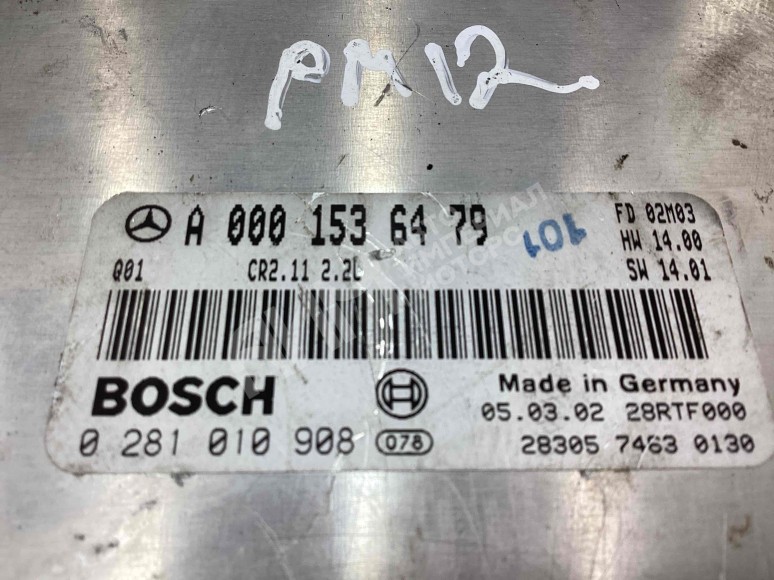 PM12
A 000 153 64 79
101
FD 02M03
HW 14.00
Q01 CR2.11 2.2L SW 14.01
BOSCH
Made in Germany
05.03.02 28RTF000
0 281 010 908 078 28305 7463 0130